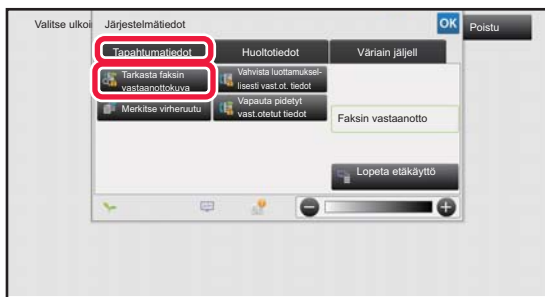 Valitse ulkoi
Järjestelmätiedot
OK
Poistu
Tapahtumatiedot
Huoltotiedot
Väriain jäljell
Tarkasta faksin
vastaanottokuva
Vahvista luottamuksel-
lisesti vast.ot. tiedot
Merkitse virheruutu
Vapauta pidetyt
vast.otetut tiedot
Faksin vastaanotto
Lopeta etäkäyttö